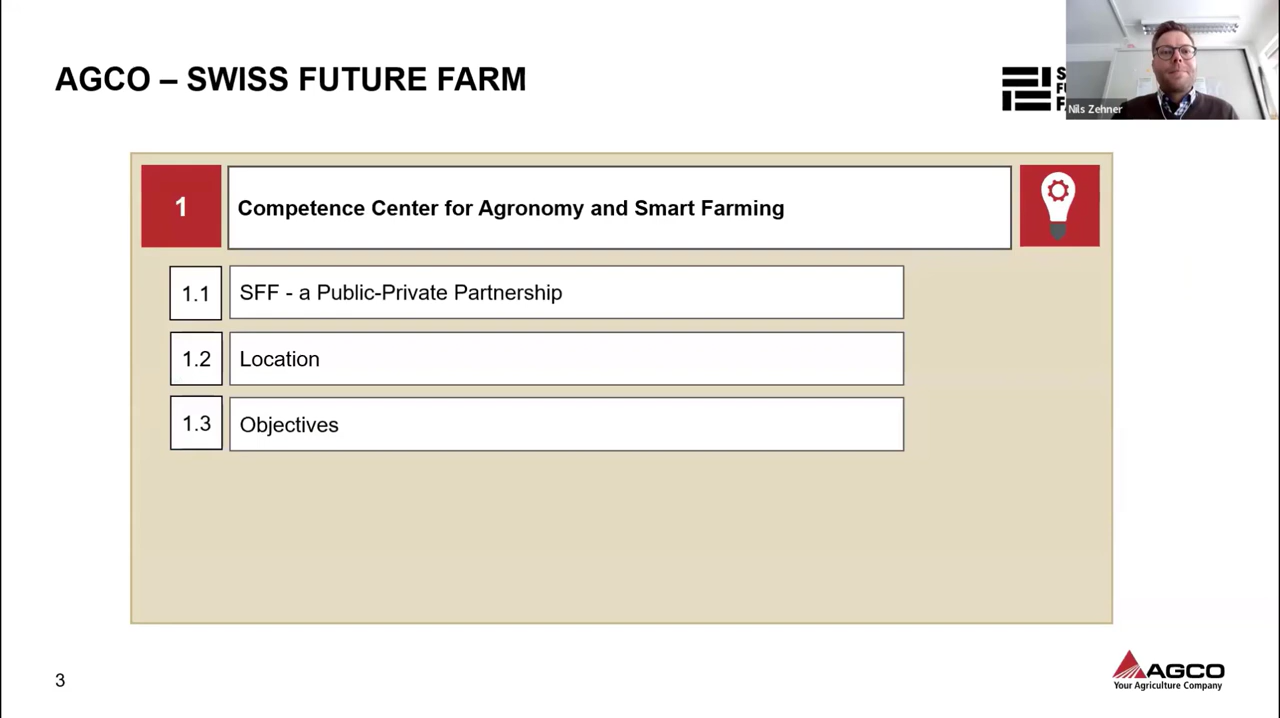 AGCO – SWISS FUTURE FARM
Nils Zehner
1
Competence Center for Agronomy and Smart Farming
1.1
SFF - a Public-Private Partnership
1.2
Location
1.3
Objectives
3
AGCO
Your Agriculture Company